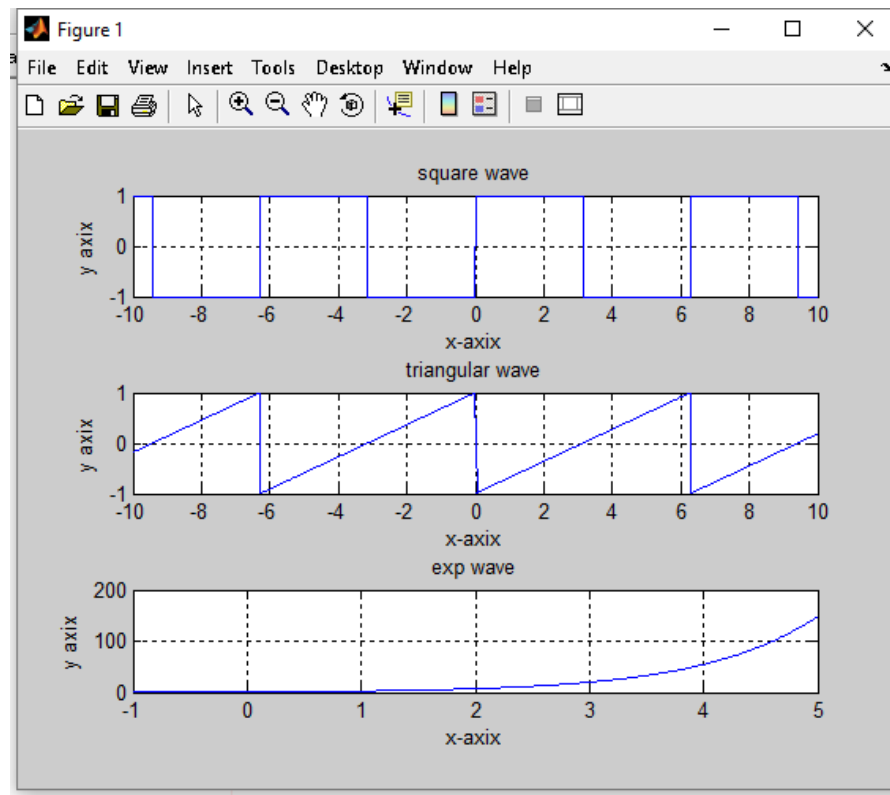 Figure 1
File Edit View Insert Tools Desktop Window Help
a
square wave
1
0
-1
y axix
-10 -8 -6 -4 -2 0 2 4 6 8 10
x-axix
triangular wave
1
0
-1
y axix
-10 -8 -6 -4 -2 0 2 4 6 8 10
x-axix
exp wave
200
100
0
y axix
-1 0 1 2 3 4 5
x-axix